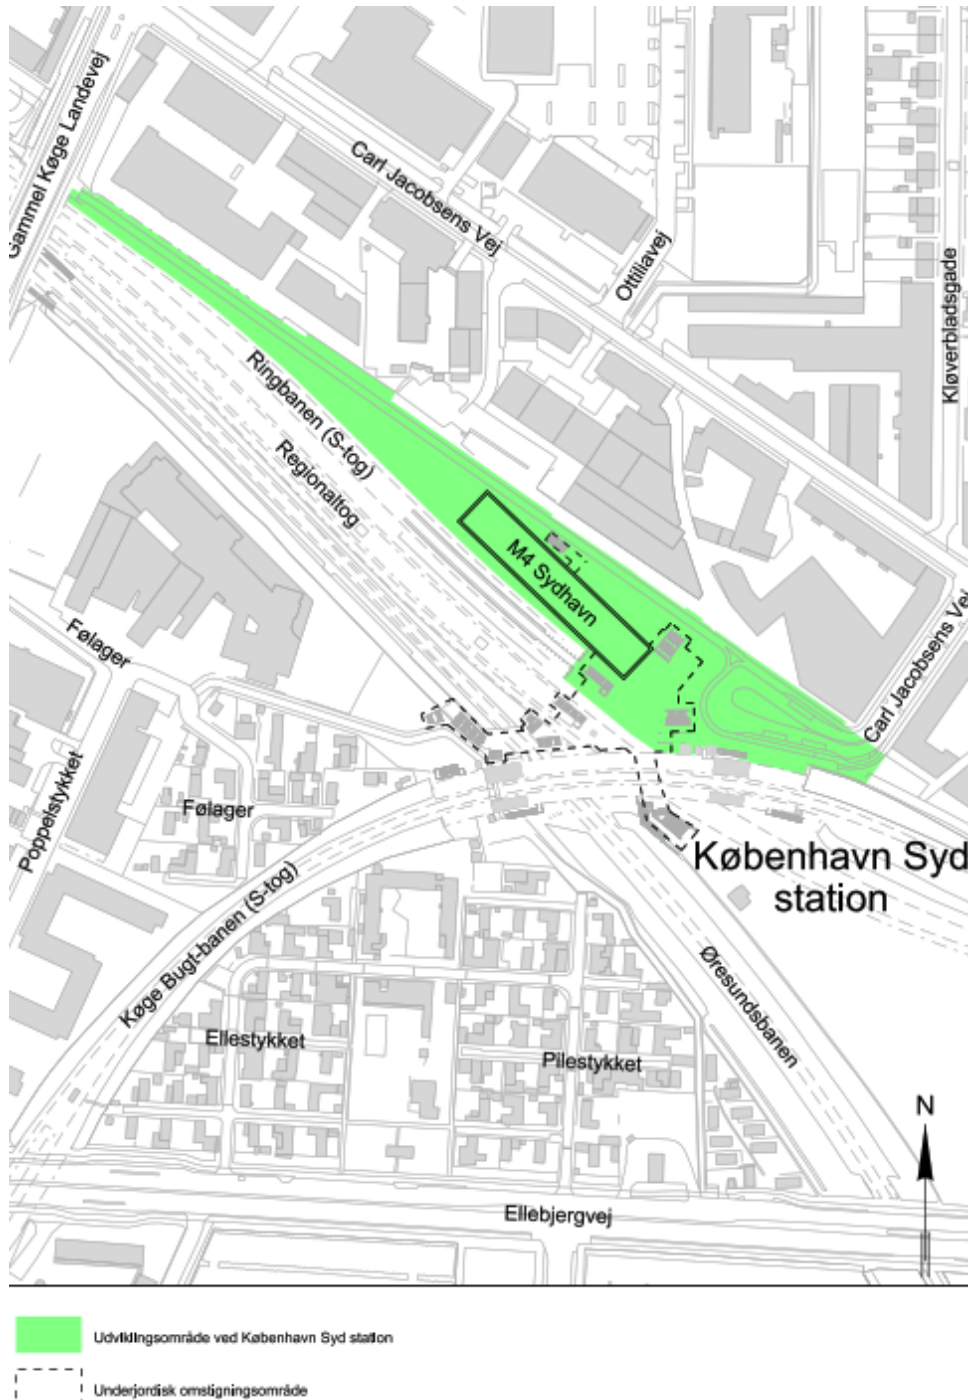 Gammel Køge Landevej
Carl Jacobsens Vej
Ottiliavej
Kløverbladsgade
Ringbanen (S-tog)
Regionaltog
M4 Sydhavn
Følager
Carl Jacobsens Vej
Poppelstykket
Følager
København Syd
station
Køge Bugt-banen (S-tog)
Øresundsbanen
Ellestykket
Pilestykket
N
Ellebjergvej
Udviklingsområde ved København Syd station
Underjordisk omstigningsområde